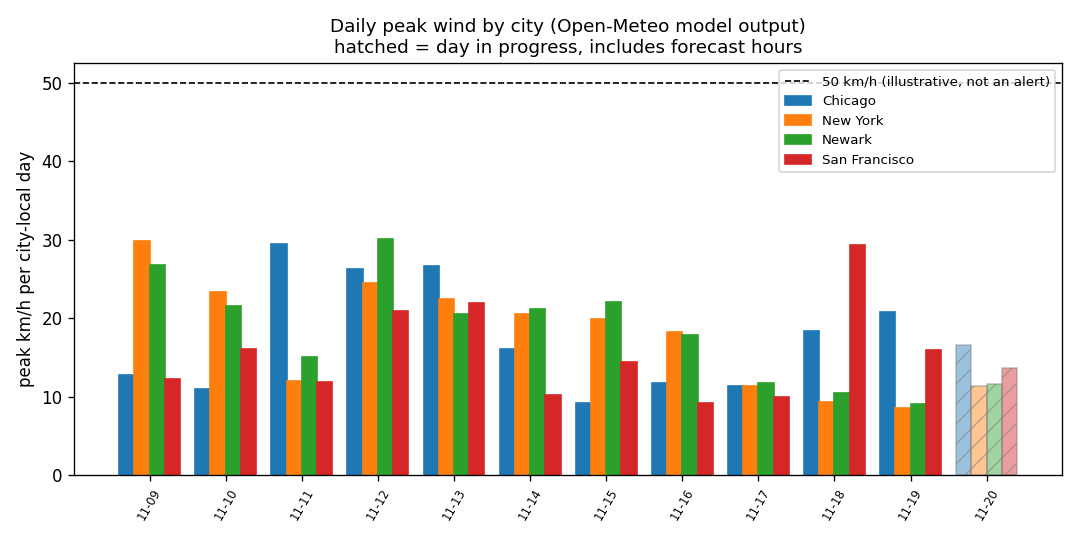 Daily peak wind by city (Open-Meteo model output)
hatched = day in progress, includes forecast hours
peak km/h per city-local day
50
40
30
20
10
0
50 km/h (illustrative, not an alert)
Chicago
New York
Newark
San Francisco
11-09
11-10
11-11
11-12
11-13
11-14
11-15
11-16
11-17
11-18
11-19
11-20